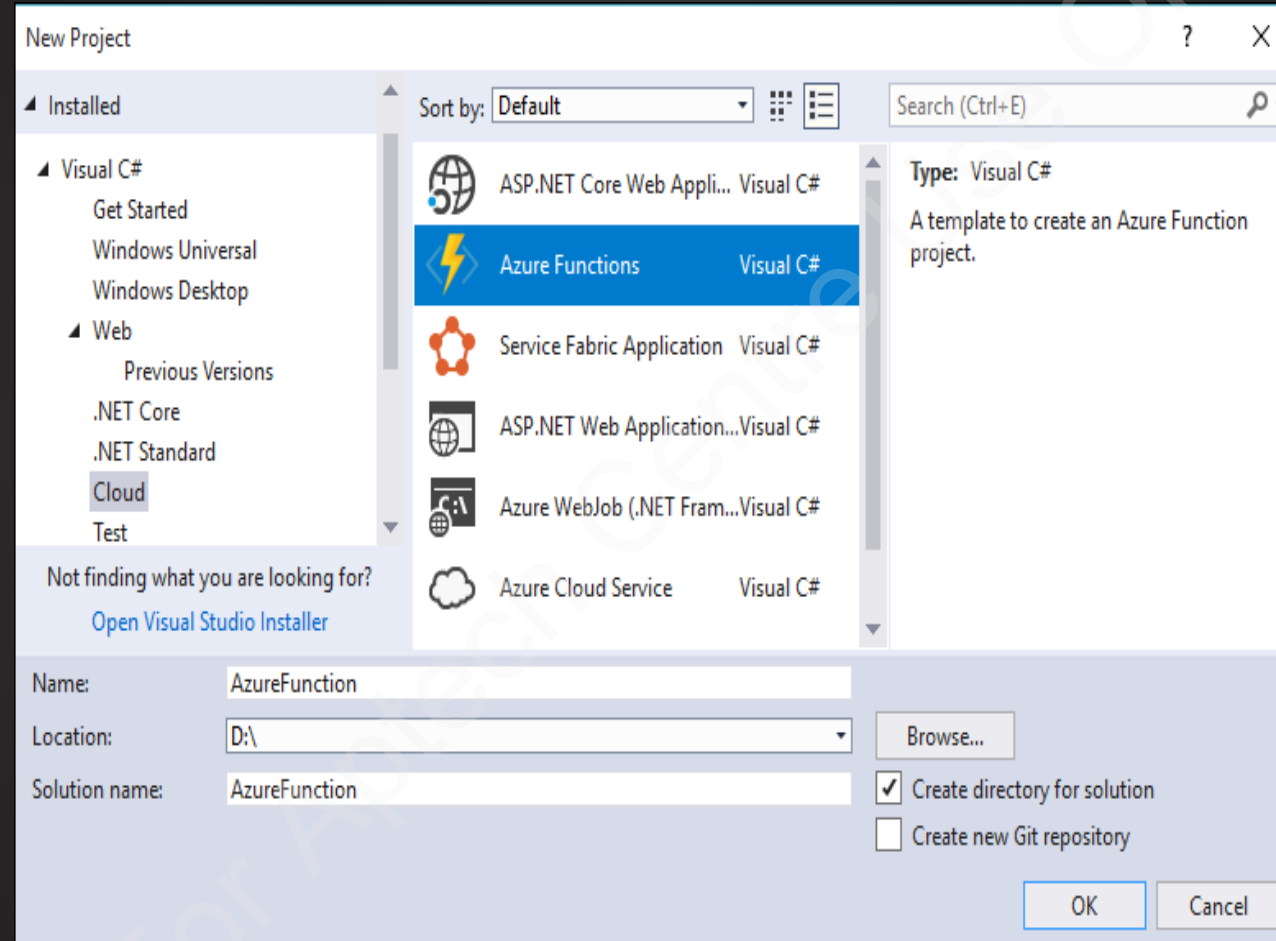 New Project
?
X
Installed
Sort by: Default
Search (Ctrl+E)
Visual C#
Get Started
Windows Universal
Windows Desktop
Web
Previous Versions
.NET Core
.NET Standard
Cloud
Test
Not finding what you are looking for?
Open Visual Studio Installer
ASP.NET Core Web Appli... Visual C#
Azure Functions Visual C#
Service Fabric Application Visual C#
ASP.NET Web Application...Visual C#
Azure WebJob (.NET Fram...Visual C#
Azure Cloud Service Visual C#
Type: Visual C#
A template to create an Azure Function
project.
Name: AzureFunction
Location: D:\
Browse...
Solution name: AzureFunction
Create directory for solution
Create new Git repository
OK
Cancel
For Aptech Centre Use